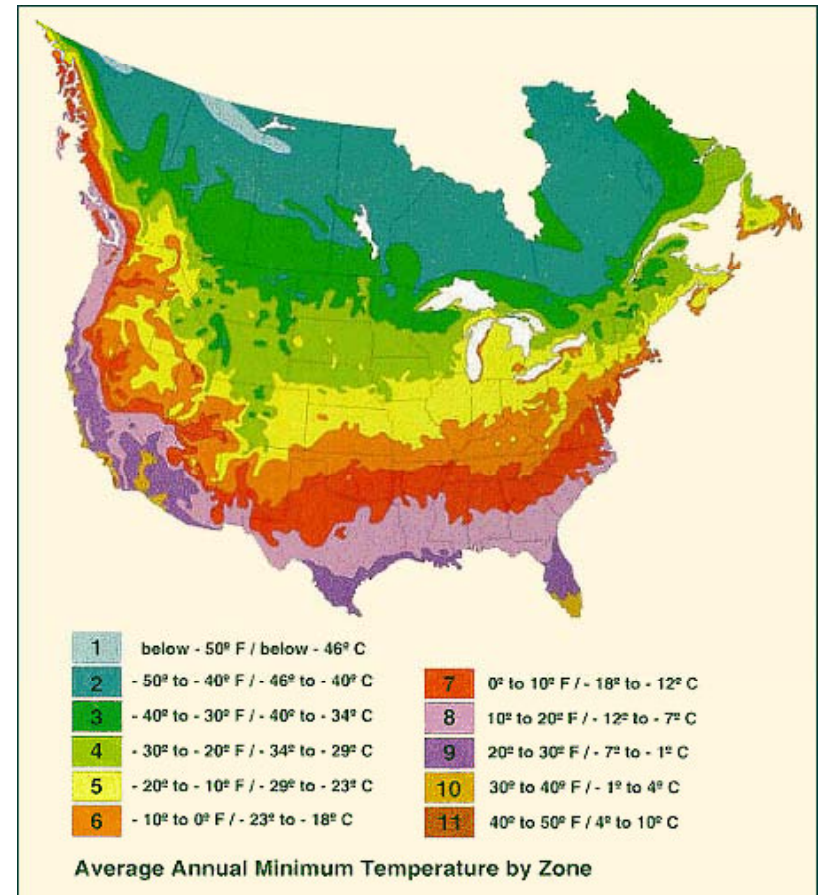 1 below - 50º F / below - 46º C
2 - 50º to - 40º F / - 46º to - 40º C
3 - 40º to - 30º F / - 40º to - 34º C
4 - 30º to - 20º F / - 34º to - 29º C
5 - 20º to - 10º F / - 29º to - 23º C
6 - 10º to 0º F / - 23º to - 18º C
7 0º to 10º F / - 18º to - 12º C
8 10º to 20º F / - 12º to - 7º C
9 20º to 30º F / - 7º to - 1º C
10 30º to 40º F / - 1º to 4º C
11 40º to 50º F / 4º to 10º C
Average Annual Minimum Temperature by Zone